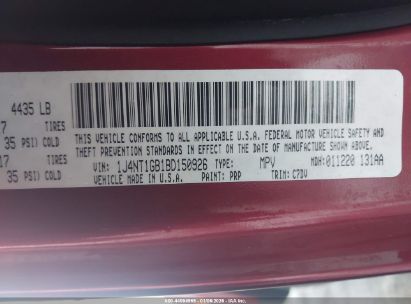 4435 LB
7 TIRES
35 PSI) COLD
17 TIRES
35 PSI) COLD
THIS VEHICLE CONFORMS TO ALL APPLICABLE U.S.A. FEDERAL MOTOR VEHICLE SAFETY AND
THEFT PREVENTION STANDARDS IN EFFECT ON THE DATE OF MANUFACTURE SHOWN ABOVE.
VIN: 1J4NT1GB1BD150926 TYPE: MPV MDH: 011220 131AA
VEHICLE MADE IN U.S.A. PAINT: PRP TRIM: C7DV